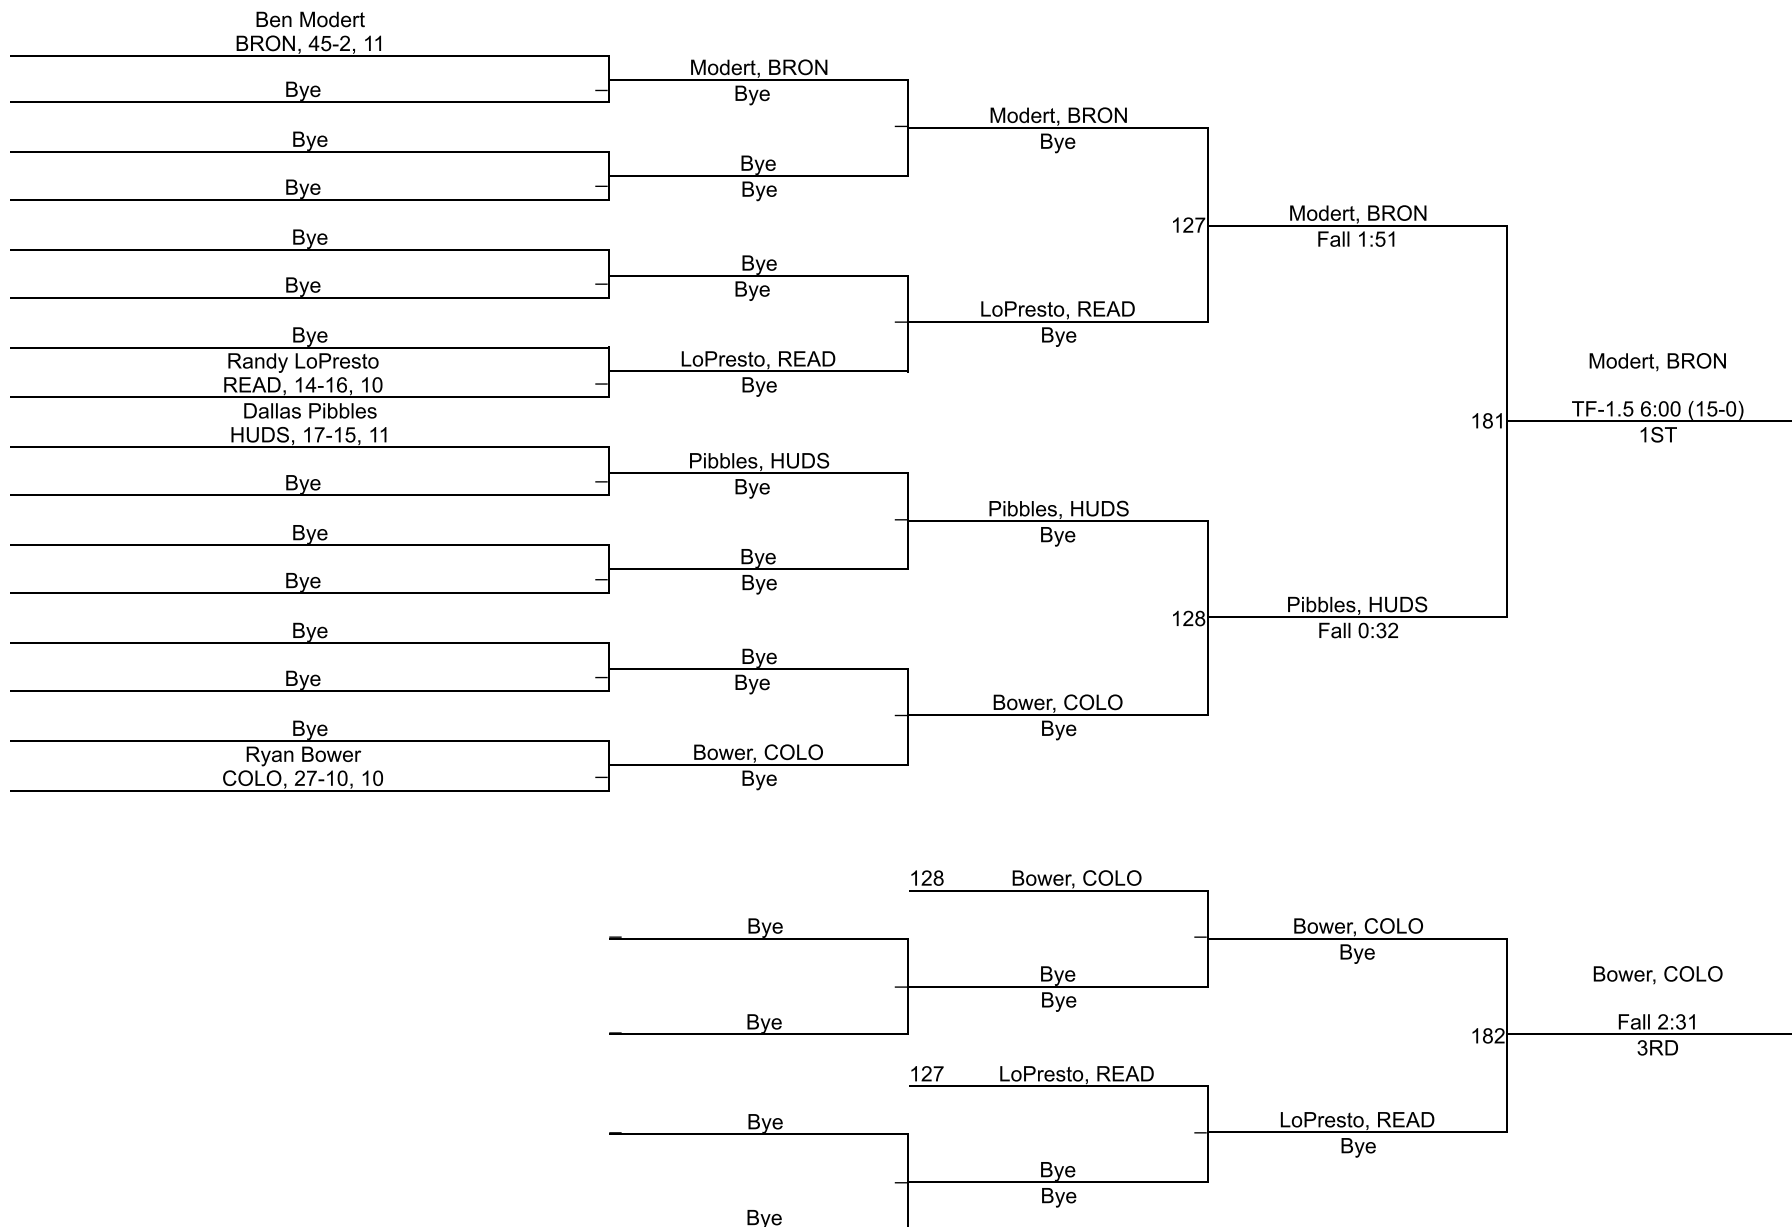 Ben Modert
BRON, 45-2, 11
Bye
Bye
Bye
Bye
Bye
Bye
Randy LoPresto
READ, 14-16, 10
Dallas Pibbles
HUDS, 17-15, 11
Bye
Bye
Bye
Bye
Bye
Bye
Ryan Bower
COLO, 27-10, 10
Modert, BRON
Bye
Bye
Bye
Bye
Bye
LoPresto, READ
Bye
Pibbles, HUDS
Bye
Bye
Bye
Bye
Bye
Bower, COLO
Bye
Modert, BRON
Bye
LoPresto, READ
Bye
Pibbles, HUDS
Bye
Bower, COLO
Bye
127
Modert, BRON
Fall 1:51
128
Pibbles, HUDS
Fall 0:32
181
Modert, BRON
TF-1.5 6:00 (15-0)
1ST
Bye
Bye
Bye
Bye
128 Bower, COLO
Bye
Bye
127 LoPresto, READ
Bye
Bye
Bower, COLO
Bye
LoPresto, READ
Bye
182
Bower, COLO
Fall 2:31
3RD